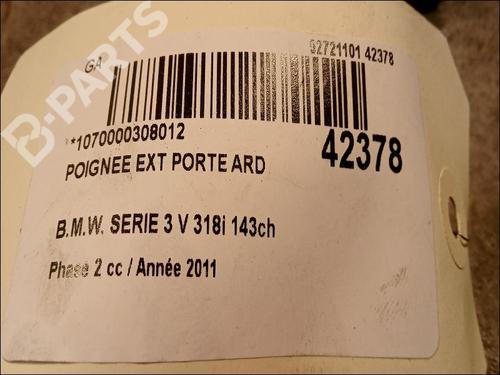 B-PARTS
02721101 42378
GA
**1070000308012
42378
POIGNEE EXT PORTE ARD
B.M.W. SERIE 3 V 318i 143ch
Phase 2 cc / Année 2011